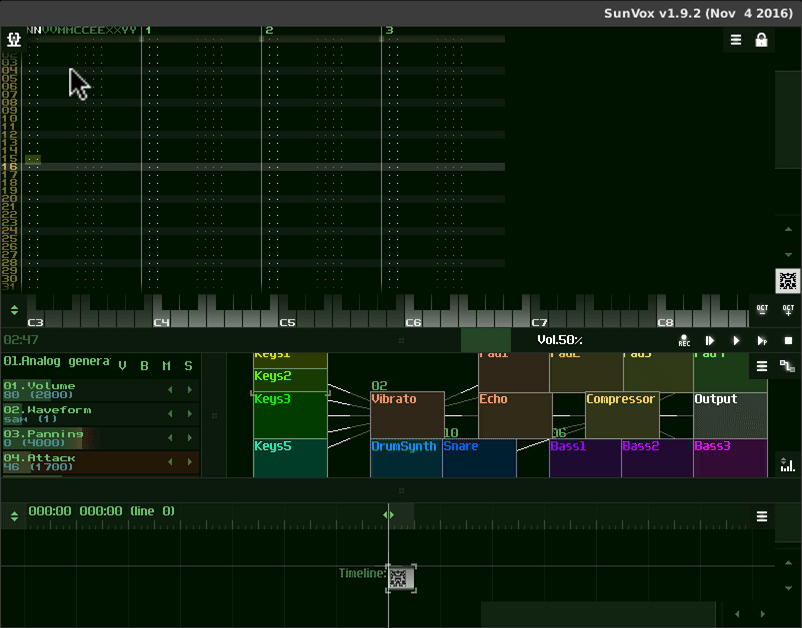 SunVox v1.9.2 (Nov 4 2016)
NNVVMMCCEEXXYY 1 2 3
03
04
05
06
07
08
09
10
11
12
13
14
15
16
17
18
19
20
21
22
23
24
25
26
27
28
29
30
31
OCT - OCT +
C3 C4 C5 C6 C7 C8
02:47 Vol.50% REC
01.Analog genera V B M S
01.Volume
80 (2800)
02.Waveform
saw (1)
03.Panning
0 (4000)
04.Attack
46 (1700)
Keys1 Pad1 Pad2 Pad3 Pad4
Keys2
02
Keys3 Vibrato Echo Compressor Output
10 06
Keys5 DrumSynth Snare Bass1 Bass2 Bass3
000:00 000:00 (line 0)
Timeline: